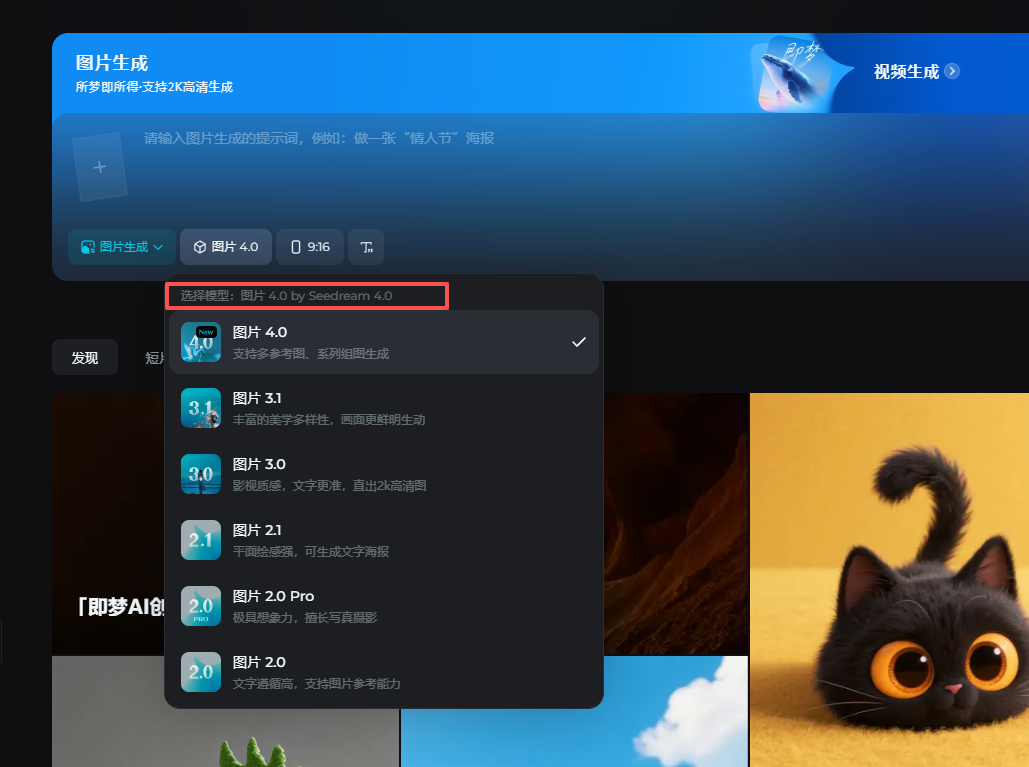 图片生成
所梦即所得·支持2K高清生成
即梦
视频生成
请输入图片生成的提示词，例如：做一张“情人节”海报
图片生成
图片 4.0
9:16
选择模型：图片 4.0 by Seedream 4.0
New
4.0
图片 4.0
支持多参考图、系列组图生成
发现
短片
3.1
图片 3.1
丰富的美学多样性，画面更鲜明生动
3.0
图片 3.0
影视质感，文字更准，直出2k高清图
2.1
图片 2.1
平面绘感强，可生成文字海报
2.0
PRO
图片 2.0 Pro
极具想象力，擅长写真摄影
「即梦AI创
2.0
图片 2.0
文字遵循高，支持图片参考能力